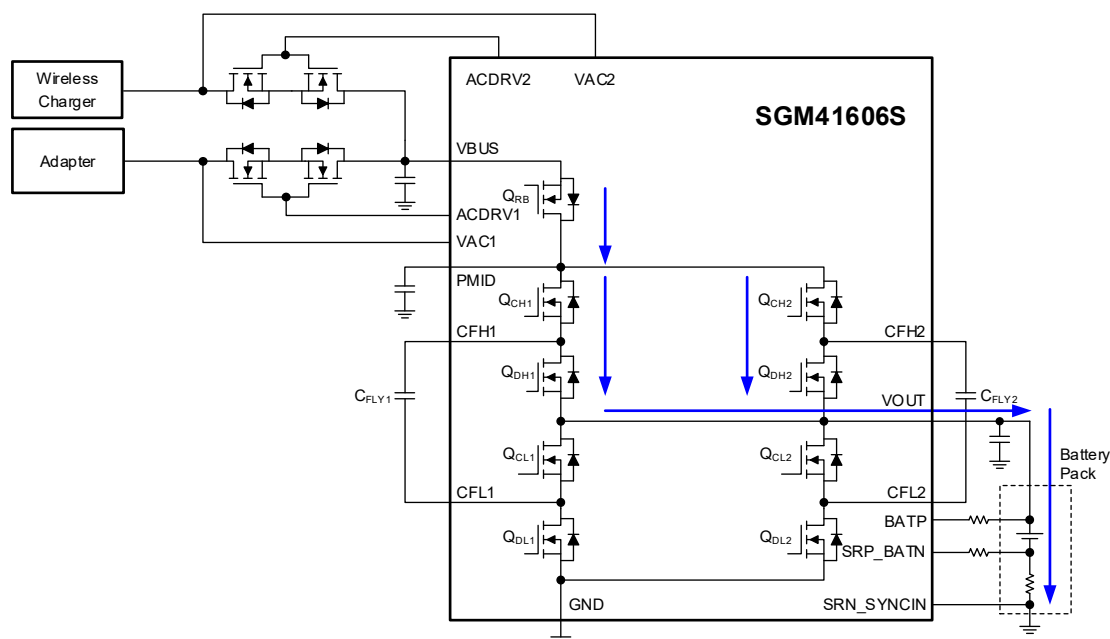 ACDRV2
VAC2
Wireless
Charger
SGM41606S
Adapter
VBUS
QRB
ACDRV1
VAC1
PMID
QCH1
QCH2
CFH1
CFH2
QDH1
QDH2
CFLY1
VOUT
CFLY2
QCL1
QCL2
Battery
Pack
CFL1
CFL2
BATP
QDL1
QDL2
SRP_BATN
GND
SRN_SYNCIN